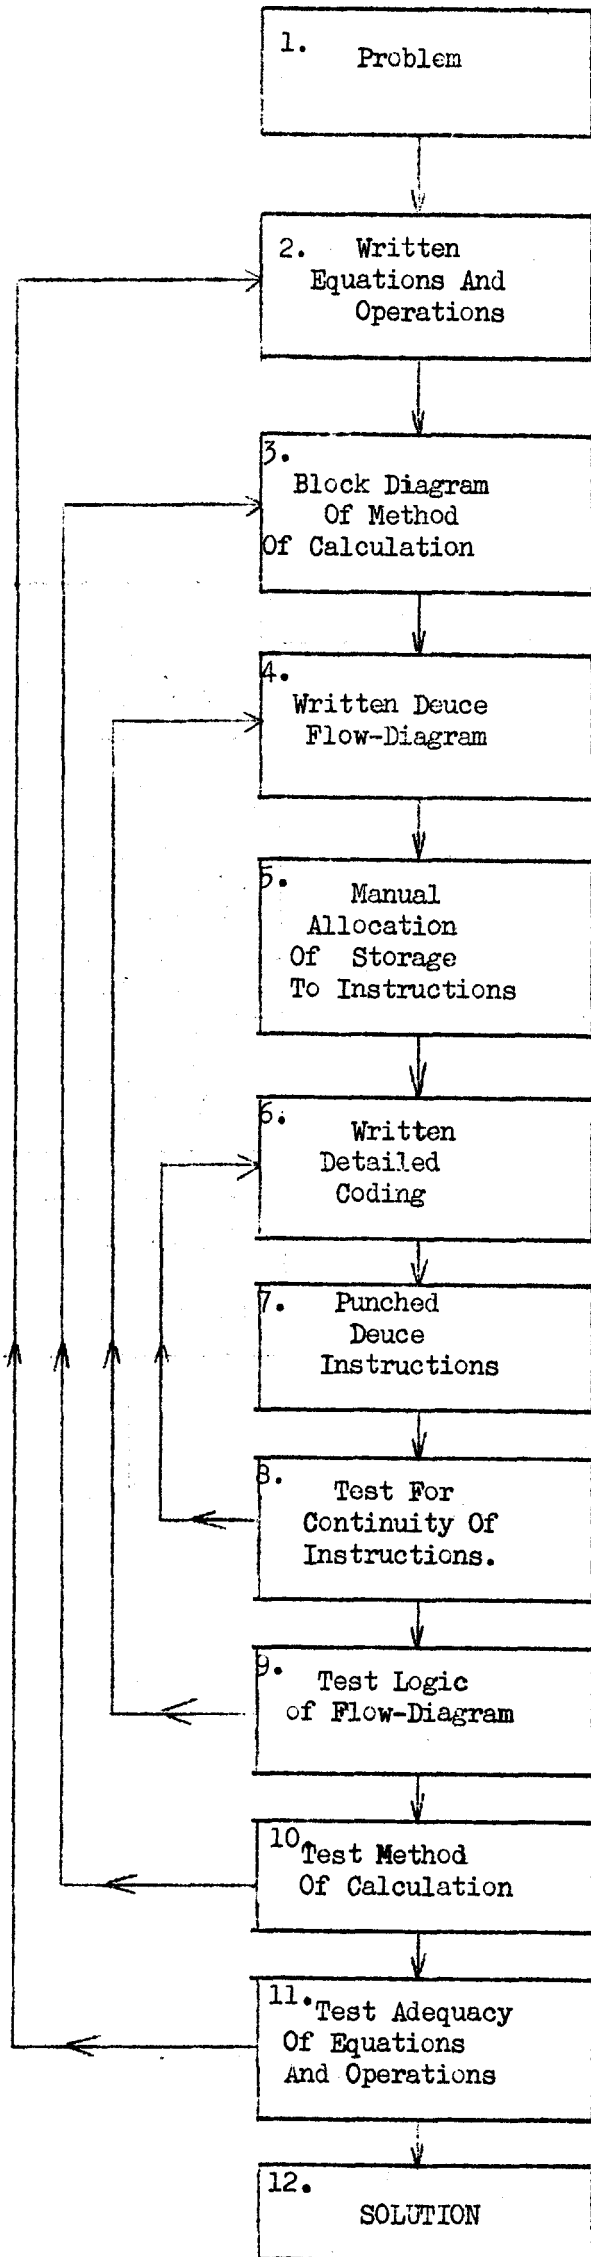 1. Problem
2. Written
Equations And
Operations
3.
Block Diagram
Of Method
Of Calculation
4.
Written Deuce
Flow-Diagram
5.
Manual
Allocation
Of Storage
To Instructions
6.
Written
Detailed
Coding
7. Punched
Deuce
Instructions
8.
Test For
Continuity Of
Instructions.
9.
Test Logic
of Flow-Diagram
10.
Test Method
Of Calculation
11.
Test Adequacy
Of Equations
And Operations
12.
SOLUTION